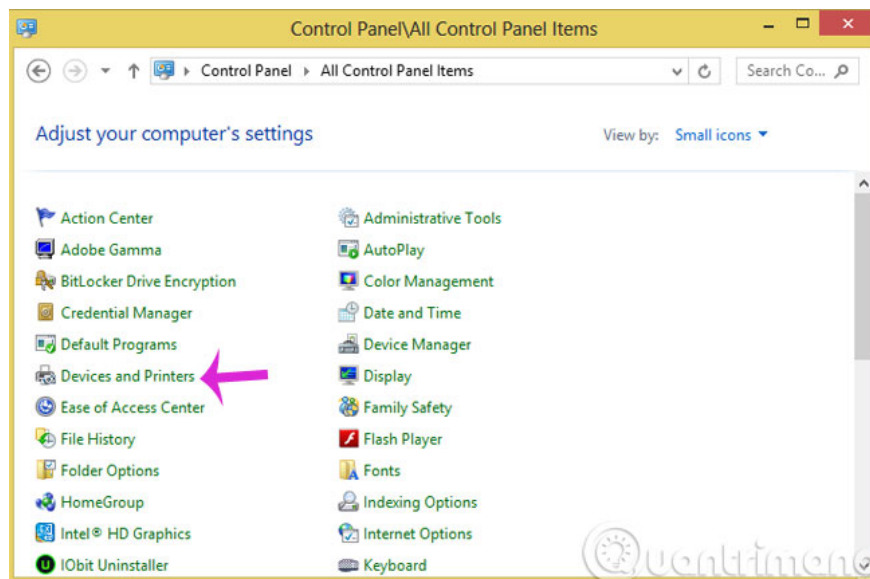 Control Panel\All Control Panel Items
Control Panel All Control Panel Items Search Co...
Adjust your computer's settings View by: Small icons
Action Center Administrative Tools
Adobe Gamma AutoPlay
BitLocker Drive Encryption Color Management
Credential Manager Date and Time
Default Programs Device Manager
Devices and Printers Display
Ease of Access Center Family Safety
File History Flash Player
Folder Options Fonts
HomeGroup Indexing Options
Intel® HD Graphics Internet Options
IObit Uninstaller Keyboard
Quantrimang